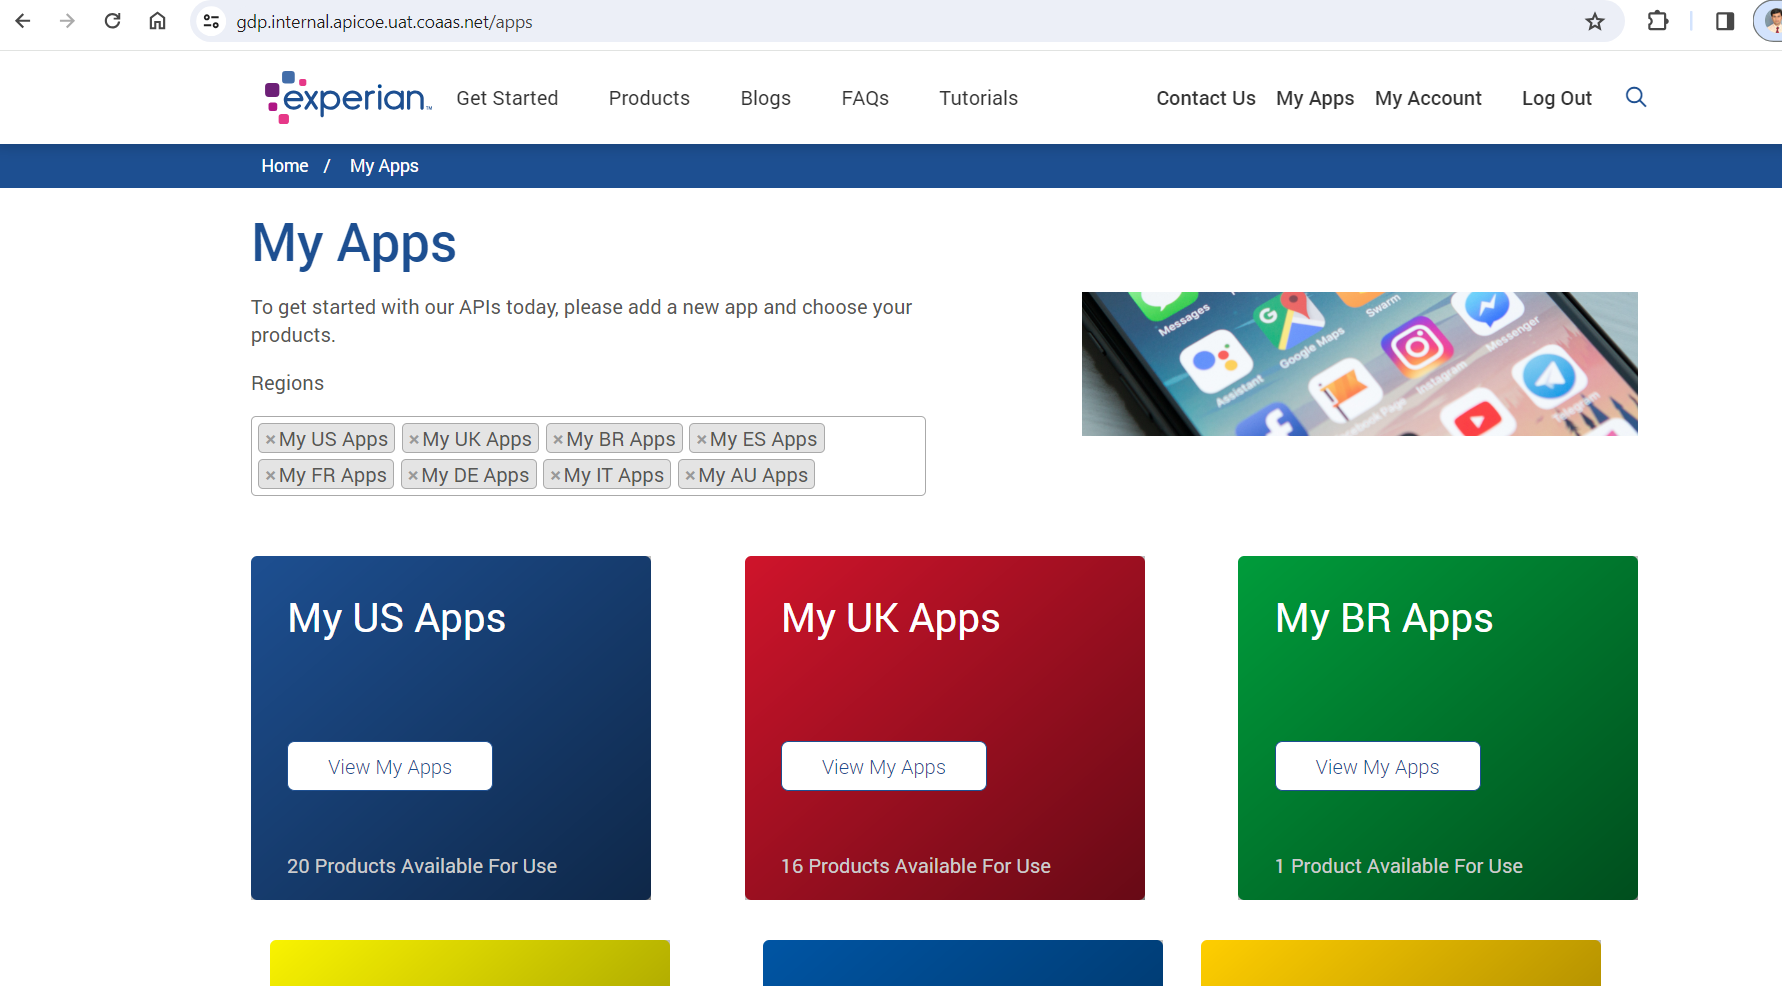 gdp.internal.apicoe.uat.coaas.net/apps
experian™ Get Started Products Blogs FAQs Tutorials Contact Us My Apps My Account Log Out
Home / My Apps
My Apps
To get started with our APIs today, please add a new app and choose your
products.
Regions
×My US Apps ×My UK Apps ×My BR Apps ×My ES Apps
×My FR Apps ×My DE Apps ×My IT Apps ×My AU Apps
Messages
Google Maps
Swarm
Assistant
Facebook Page
Instagram
Messenger
Telegram
My US Apps
View My Apps
20 Products Available For Use
My UK Apps
View My Apps
16 Products Available For Use
My BR Apps
View My Apps
1 Product Available For Use